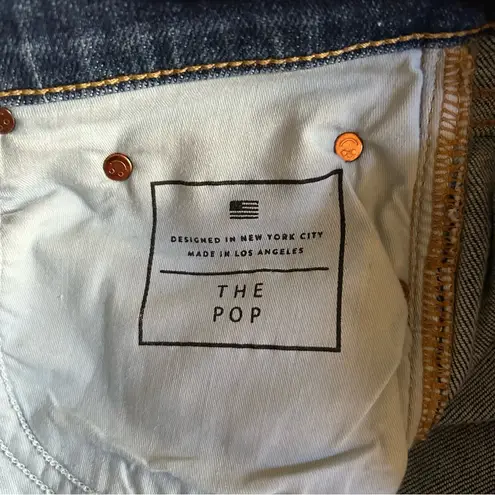 DESIGNED IN NEW YORK CITY
MADE IN LOS ANGELES
THE
POP